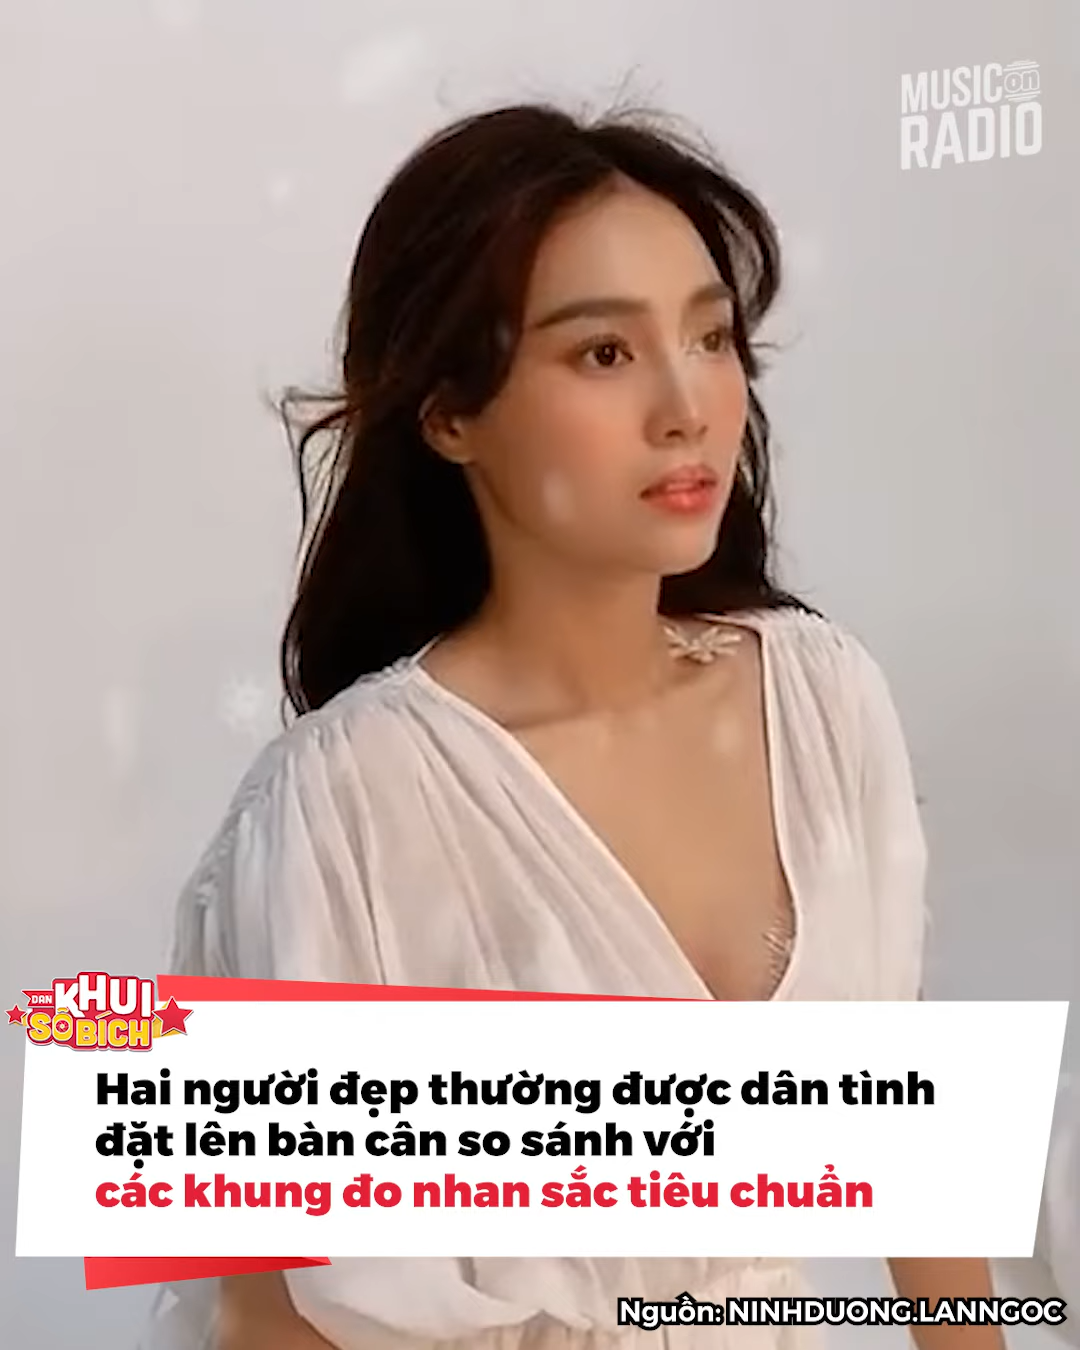 MUSIC on
RADIO
DAN KHUI
SÔ BÍCH
Hai người đẹp thường được dân tình
đặt lên bàn cân so sánh với
các khung đo nhan sắc tiêu chuẩn
Nguồn: NINHDUONG.LANNGOC